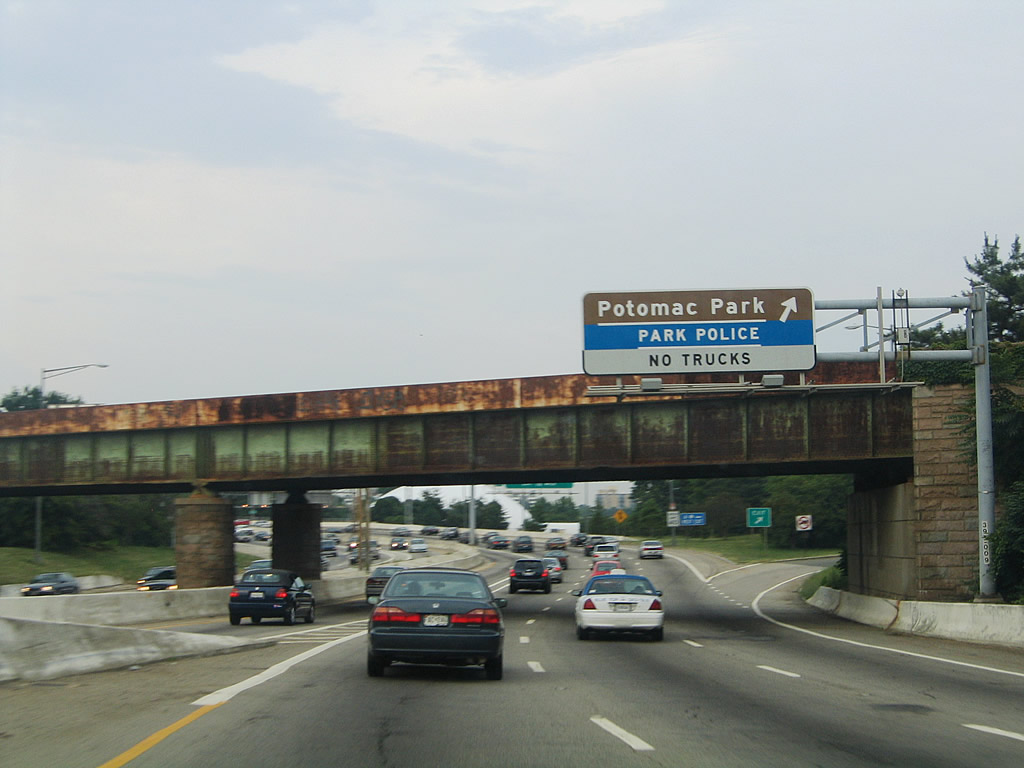 Potomac Park
PARK POLICE
NO TRUCKS
EXIT